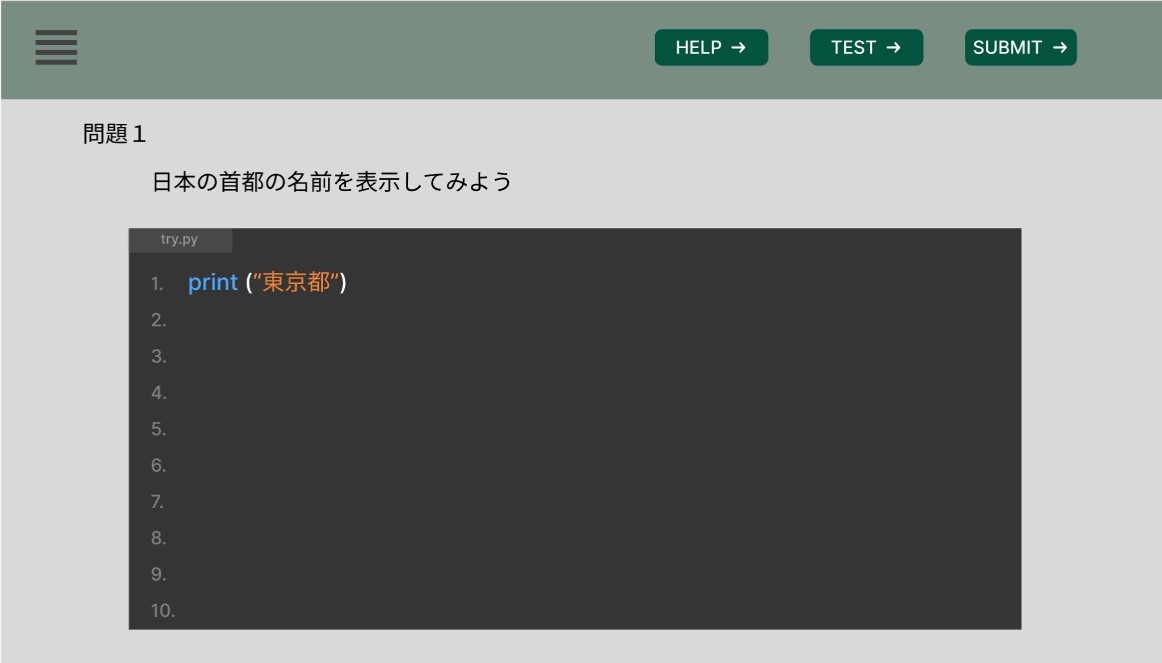 HELP → TEST → SUBMIT →
問題１
日本の首都の名前を表示してみよう
try.py
1. print (“東京都”)
2.
3.
4.
5.
6.
7.
8.
9.
10.